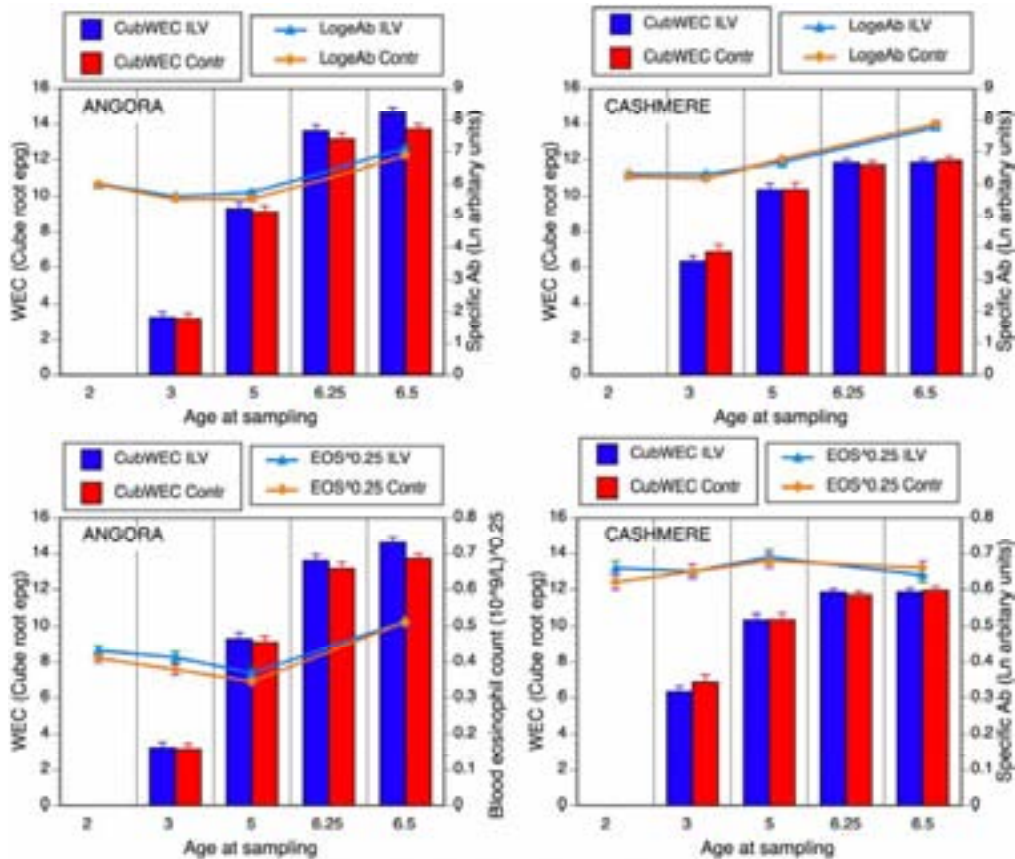 CubWEC ILV
CubWEC Contr
LogeAb ILV
LogeAb Contr
ANGORA
WEC (Cube root epg)
16
14
12
10
8
6
4
2
0
9
8
7
6
5
4
3
2
1
0
Specific Ab (Ln arbitary units)
2 3 5 6.25 6.5
Age at sampling
CubWEC ILV
CubWEC Contr
LogeAb ILV
LogeAb Contr
CASHMERE
WEC (Cube root epg)
16
14
12
10
8
6
4
2
0
9
8
7
6
5
4
3
2
1
0
Specific Ab (Ln arbitary units)
2 3 5 6.25 6.5
Age at sampling
CubWEC ILV
CubWEC Contr
EOS^0.25 ILV
EOS^0.25 Contr
ANGORA
WEC (Cube root epg)
16
14
12
10
8
6
4
2
0
0.8
0.7
0.6
0.5
0.4
0.3
0.2
0.1
0
Blood eosinophil count (10^9/L)^0.25
2 3 5 6.25 6.5
Age at sampling
CubWEC ILV
CubWEC Contr
EOS^0.25 ILV
EOS^0.25 Contr
CASHMERE
WEC (Cube root epg)
16
14
12
10
8
6
4
2
0
0.8
0.7
0.6
0.5
0.4
0.3
0.2
0.1
0
Specific Ab (Ln arbitary units)
2 3 5 6.25 6.5
Age at sampling